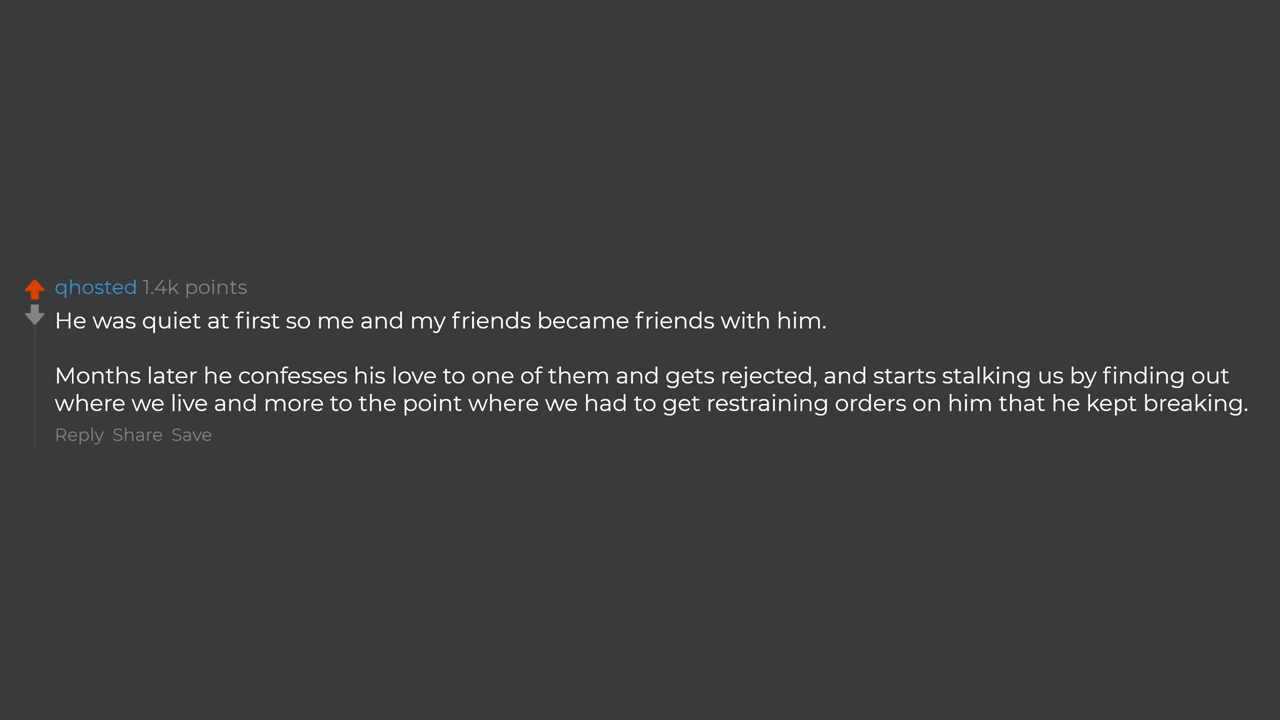 qhosted 1.4k points
He was quiet at first so me and my friends became friends with him.
Months later he confesses his love to one of them and gets rejected, and starts stalking us by finding out
where we live and more to the point where we had to get restraining orders on him that he kept breaking.
Reply Share Save